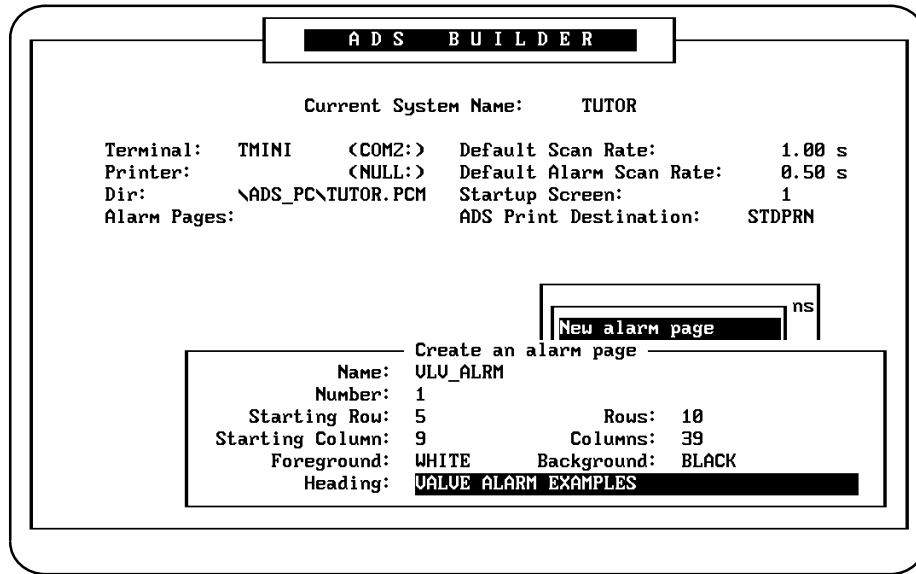 ADS BUILDER
Current System Name: TUTOR
Terminal: TMINI (COM2:) Default Scan Rate: 1.00 s
Printer: (NULL:) Default Alarm Scan Rate: 0.50 s
Dir: \ADS_PC\TUTOR.PCM Startup Screen: 1
Alarm Pages: ADS Print Destination: STDPRN
ns
New alarm page
Create an alarm page
Name: VLV_ALRM
Number: 1
Starting Row: 5 Rows: 10
Starting Column: 9 Columns: 39
Foreground: WHITE Background: BLACK
Heading: VALVE ALARM EXAMPLES